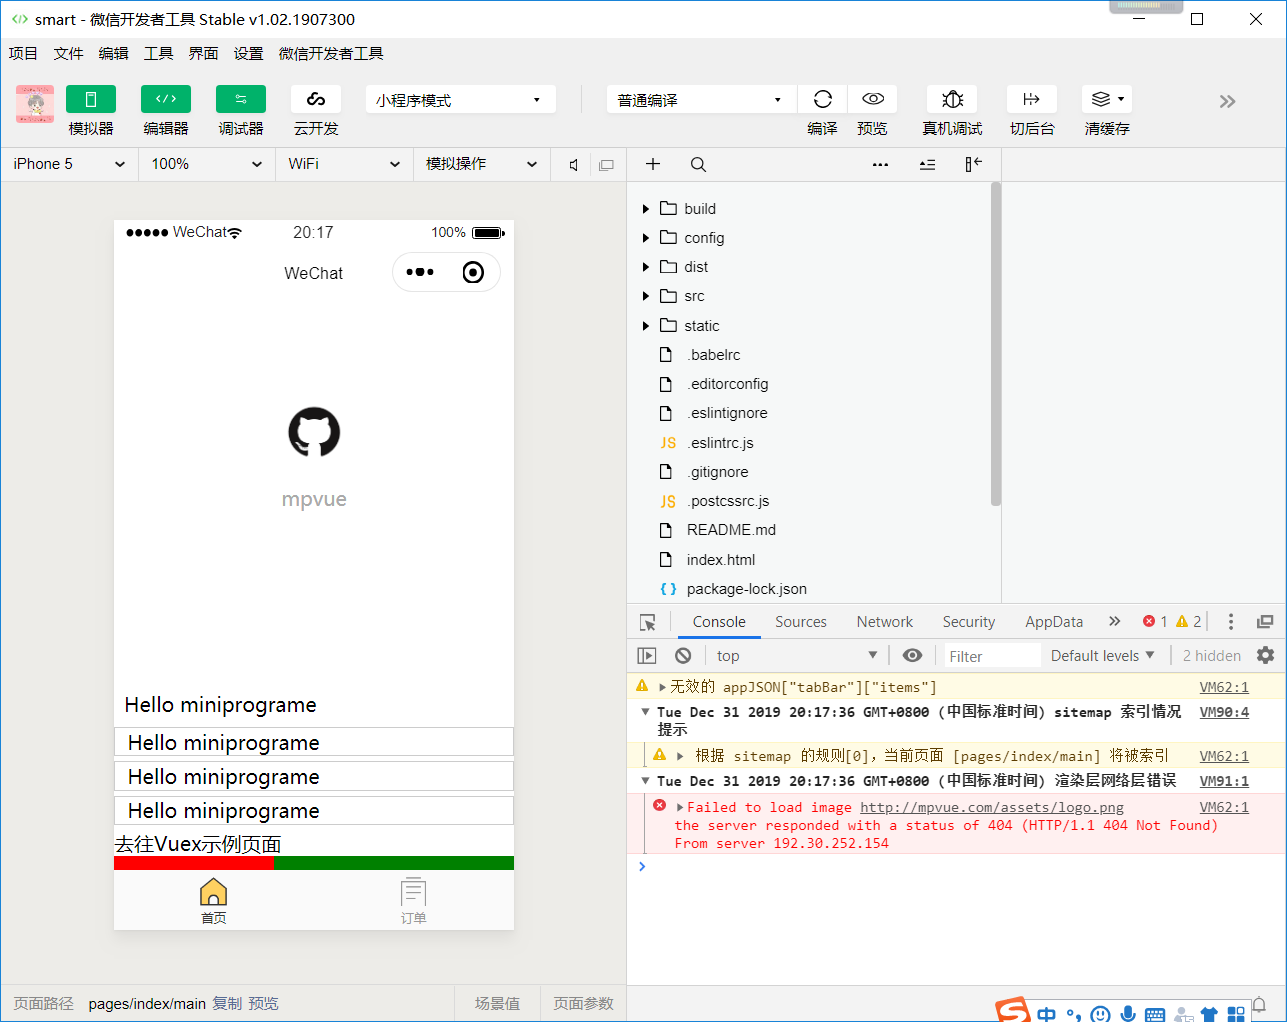 smart - 微信开发者工具 Stable v1.02.1907300
项目 文件 编辑 工具 界面 设置 微信开发者工具
小程序模式 普通编译
模拟器 编辑器 调试器 云开发 编译 预览 真机调试 切后台 清缓存
iPhone 5 100% WiFi 模拟操作
WeChat 20:17 100%
WeChat
mpvue
Hello miniprograme
Hello miniprograme
Hello miniprograme
Hello miniprograme
去往Vuex示例页面
首页 订单
页面路径 pages/index/main 复制 预览 场景值 页面参数
build
config
dist
src
static
.babelrc
.editorconfig
.eslintignore
JS .eslintrc.js
.gitignore
JS .postcssrc.js
README.md
index.html
{ } package-lock.json
Console Sources Network Security AppData 1 2
top Filter Default levels 2 hidden
无效的 appJSON["tabBar"]["items"] VM62:1
Tue Dec 31 2019 20:17:36 GMT+0800 (中国标准时间) sitemap 索引情况 VM90:4
提示
根据 sitemap 的规则[0]，当前页面 [pages/index/main] 将被索引 VM62:1
Tue Dec 31 2019 20:17:36 GMT+0800 (中国标准时间) 渲染层网络层错误 VM91:1
Failed to load image http://mpvue.com/assets/logo.png VM62:1
the server responded with a status of 404 (HTTP/1.1 404 Not Found)
From server 192.30.252.154
中